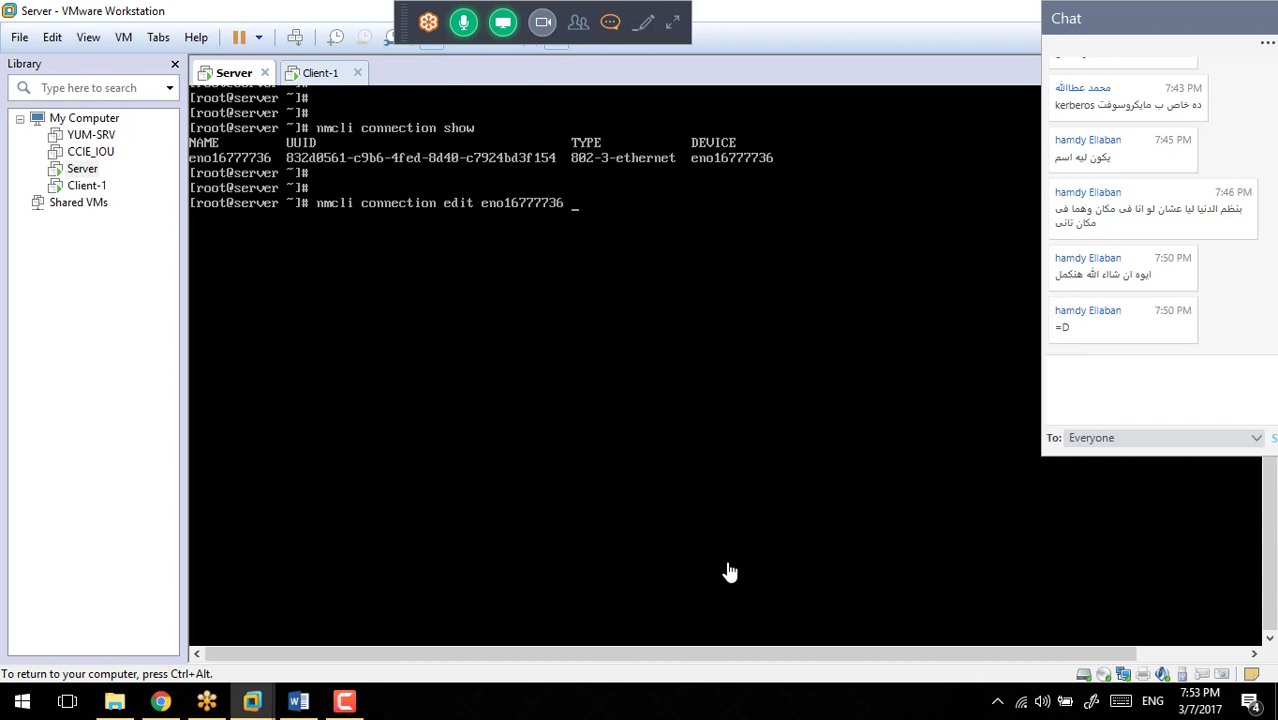 Server - VMware Workstation
File Edit View VM Tabs Help
Library
Type here to search
My Computer
YUM-SRV
CCIE_IOU
Server
Client-1
Shared VMs
Server Client-1
[root@server ~]#
[root@server ~]#
[root@server ~]# nmcli connection show
NAME UUID TYPE DEVICE
eno16777736 832d0561-c9b6-4fed-8d40-c7924bd3f154 802-3-ethernet eno16777736
[root@server ~]#
[root@server ~]#
[root@server ~]# nmcli connection edit eno16777736 _
Chat
محمد عطاالله 7:43 PM
ده خاص ب مايكروسوفت kerberos
hamdy Ellaban 7:45 PM
يكون ليه اسم
hamdy Ellaban 7:46 PM
بنظم الدنيا ليا عشان لو انا فى مكان وهما فى
مكان تانى
hamdy Ellaban 7:50 PM
ايوه ان شااء الله هنكمل
hamdy Ellaban 7:50 PM
=D
To: Everyone
To return to your computer, press Ctrl+Alt.
ENG
7:53 PM
3/7/2017
4